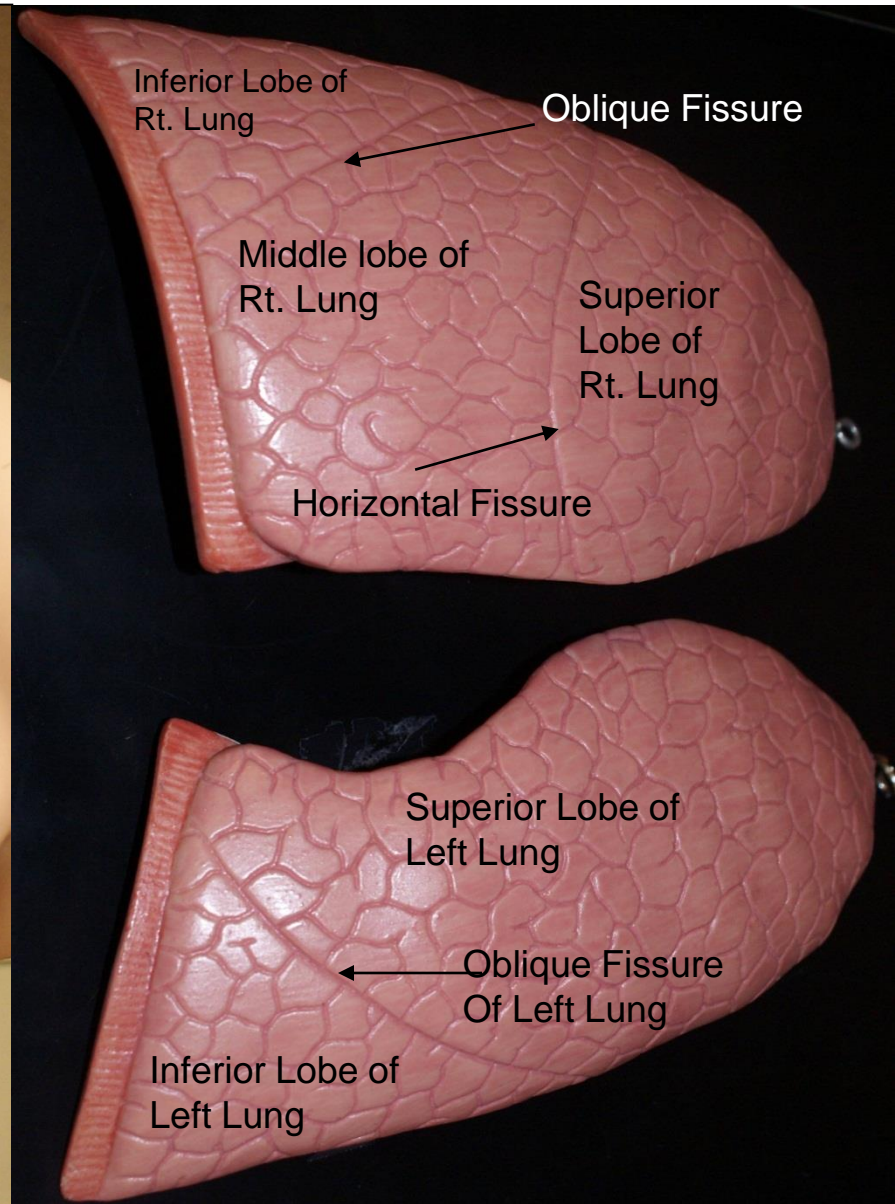 Inferior Lobe of
Rt. Lung
Oblique Fissure
Middle lobe of
Rt. Lung
Superior
Lobe of
Rt. Lung
Horizontal Fissure
Superior Lobe of
Left Lung
Oblique Fissure
Of Left Lung
Inferior Lobe of
Left Lung